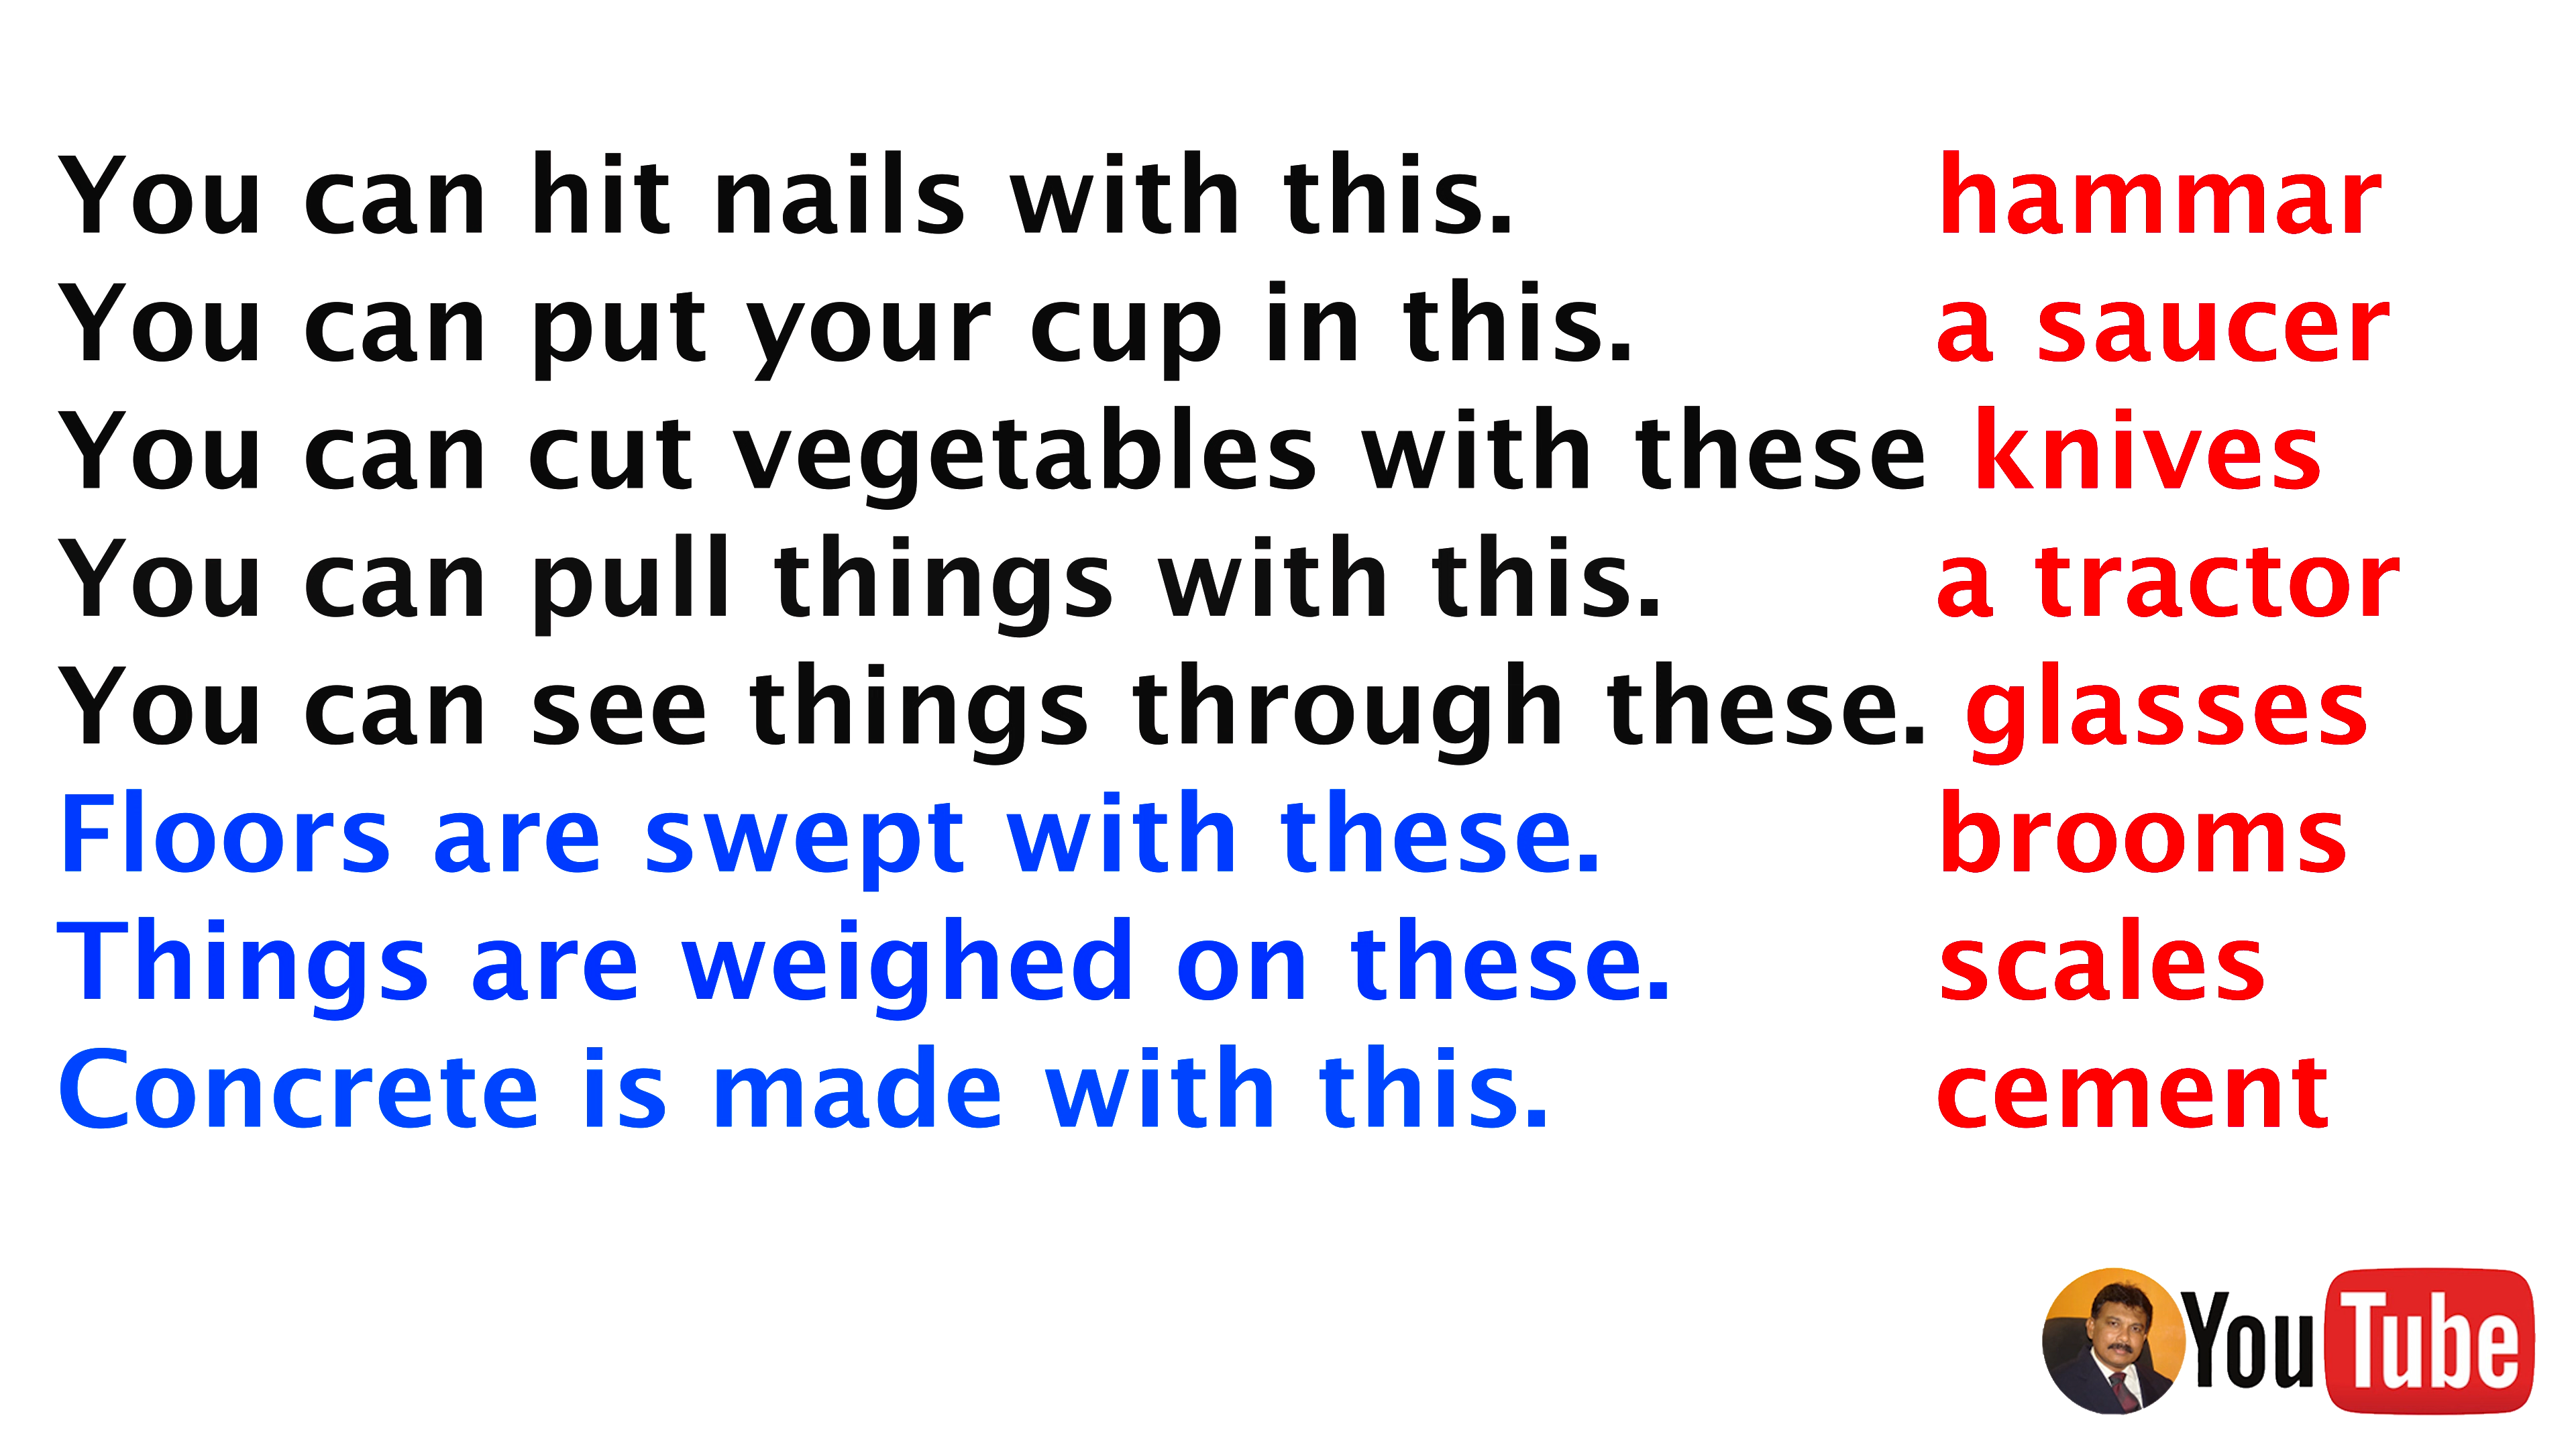 You can hit nails with this. hammar
You can put your cup in this. a saucer
You can cut vegetables with these knives
You can pull things with this. a tractor
You can see things through these. glasses
Floors are swept with these. brooms
Things are weighed on these. scales
Concrete is made with this. cement
YouTube